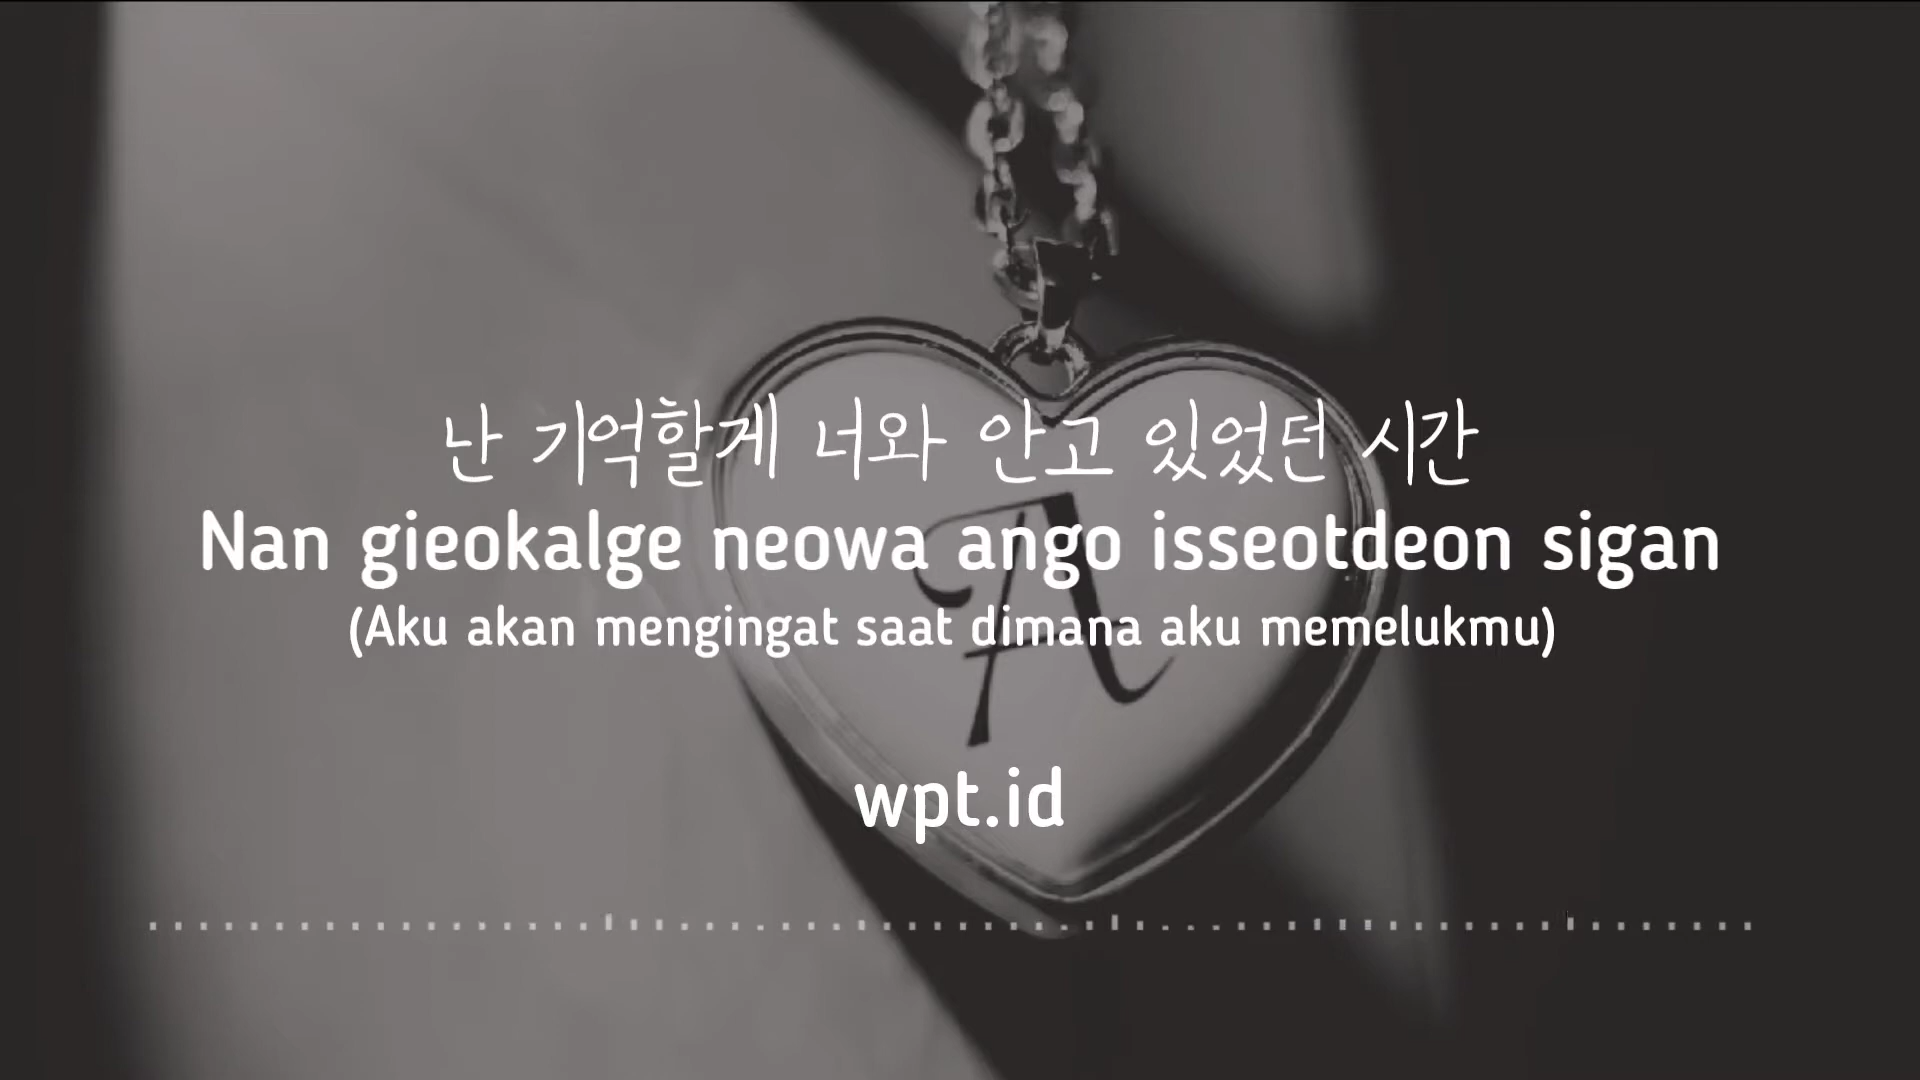 난 기억할게 너와 안고 있었던 시간
Nan gieokalge neowa ango isseotdeon sigan
(Aku akan mengingat saat dimana aku memelukmu)
A
wpt.id